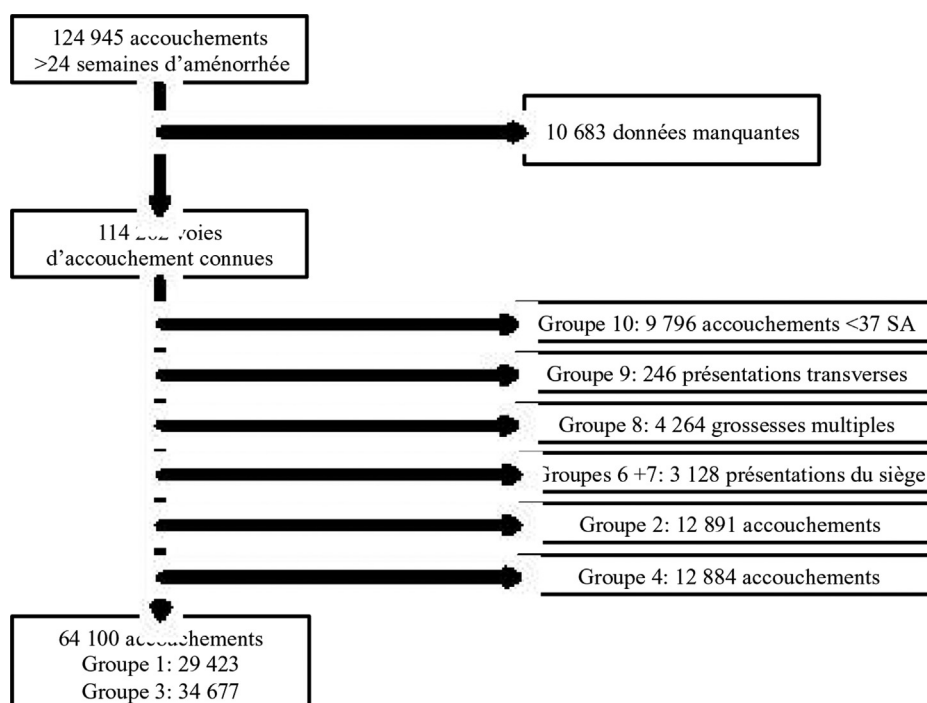 124 945 accouchements
>24 semaines d’aménorrhée
10 683 données manquantes
114 262 voies
d’accouchement connues
Groupe 10: 9 796 accouchements <37 SA
Groupe 9: 246 présentations transverses
Groupe 8: 4 264 grossesses multiples
Groupes 6 +7: 3 128 présentations du siège
Groupe 2: 12 891 accouchements
Groupe 4: 12 884 accouchements
64 100 accouchements
Groupe 1: 29 423
Groupe 3: 34 677